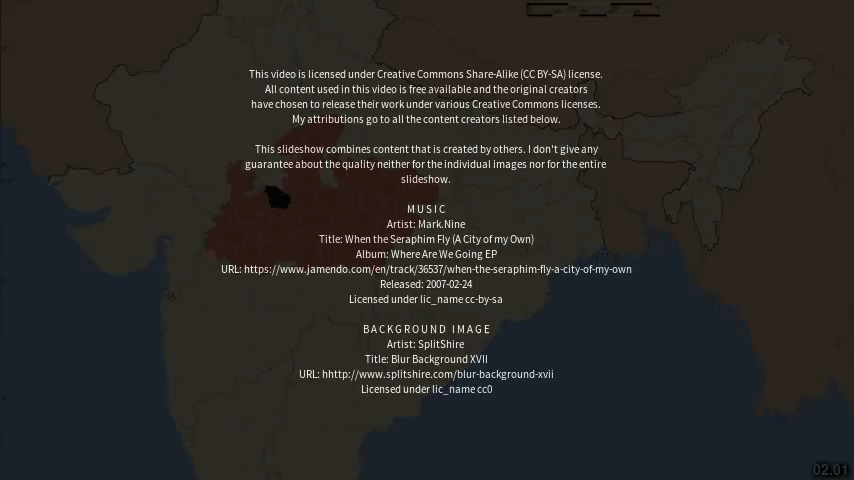 This video is licensed under Creative Commons Share-Alike (CC BY-SA) license.
All content used in this video is free available and the original creators
have chosen to release their work under various Creative Commons licenses.
My attributions go to all the content creators listed below.
This slideshow combines content that is created by others. I don't give any
guarantee about the quality neither for the individual images nor for the entire
slideshow.
MUSIC
Artist: Mark.Nine
Title: When the Seraphim Fly (A City of my Own)
Album: Where Are We Going EP
URL: https://www.jamendo.com/en/track/36537/when-the-seraphim-fly-a-city-of-my-own
Released: 2007-02-24
Licensed under lic_name cc-by-sa
BACKGROUND IMAGE
Artist: SplitShire
Title: Blur Background XVII
URL: hhttp://www.splitshire.com/blur-background-xvii
Licensed under lic_name cc0
02.01